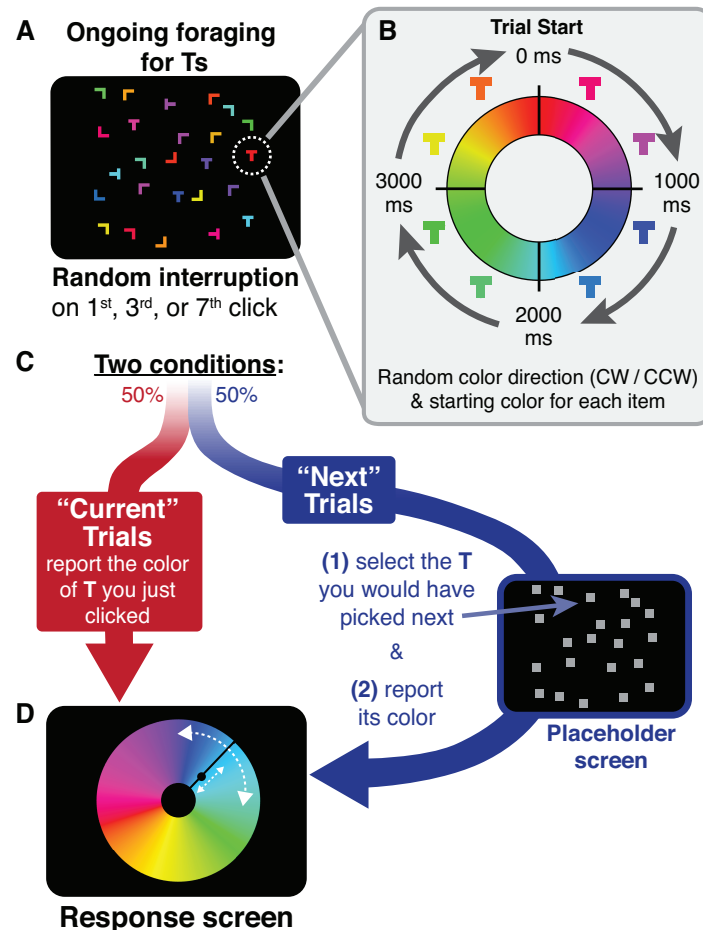 A
Ongoing foraging
for Ts
Random interruption
on 1st, 3rd, or 7th click
B
Trial Start
0 ms
1000
ms
2000
ms
3000
ms
Random color direction (CW / CCW)
& starting color for each item
C
Two conditions:
50%
50%
"Current"
Trials
report the color
of T you just
clicked
"Next"
Trials
(1) select the T
you would have
picked next
&
(2) report
its color
Placeholder
screen
D
Response screen